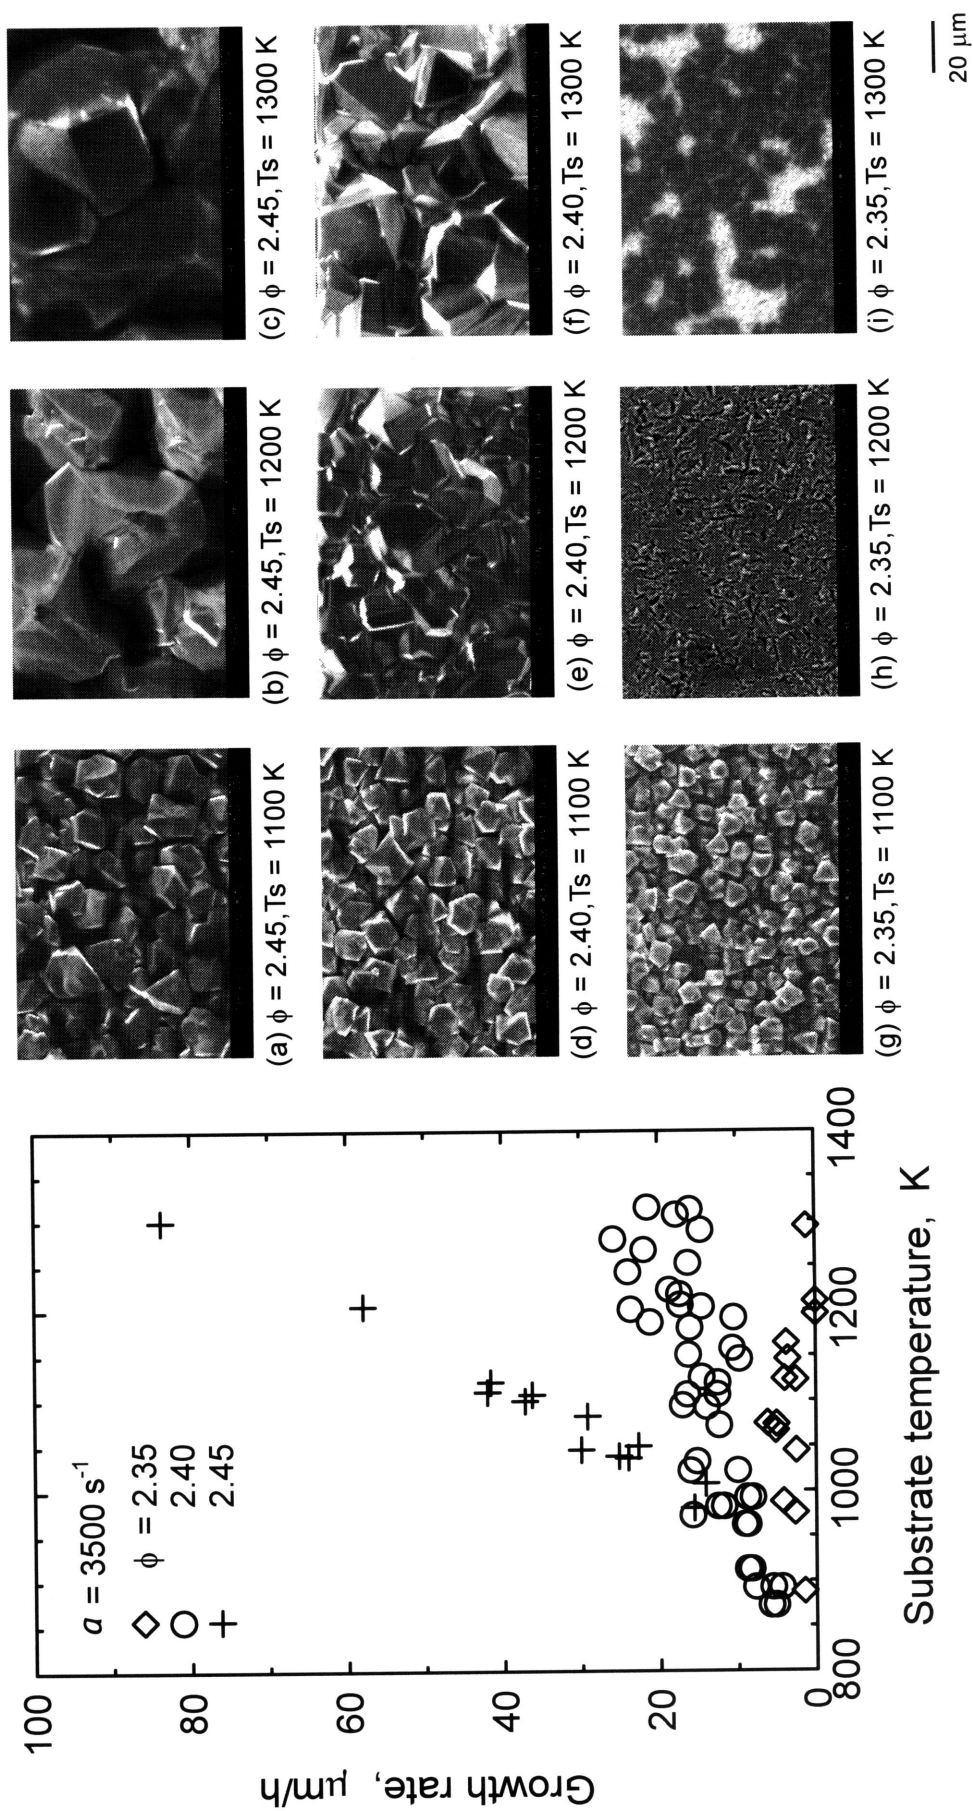 100
80
60
40
20
0
Growth rate, μm/h
800
1000
1200
1400
Substrate temperature, K
a = 3500 s⁻¹
ϕ = 2.35
2.40
2.45
(a) ϕ = 2.45,Ts = 1100 K
(b) ϕ = 2.45,Ts = 1200 K
(c) ϕ = 2.45,Ts = 1300 K
(d) ϕ = 2.40,Ts = 1100 K
(e) ϕ = 2.40,Ts = 1200 K
(f) ϕ = 2.40,Ts = 1300 K
(g) ϕ = 2.35,Ts = 1100 K
(h) ϕ = 2.35,Ts = 1200 K
(i) ϕ = 2.35,Ts = 1300 K
20 μm